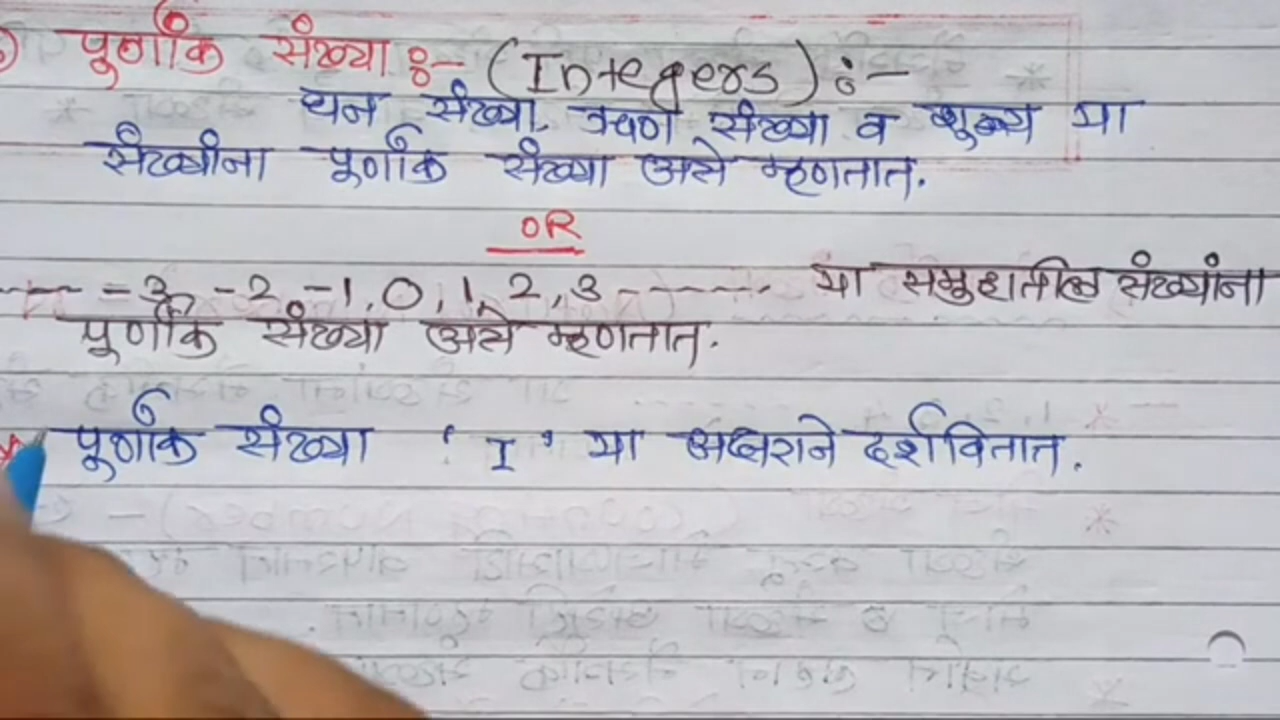 पूर्णांक संख्या :- (Integers) :-
धन संख्या, ऋण संख्या व शून्य या
संख्यांना पूर्णांक संख्या असे म्हणतात.
OR
----- -3, -2, -1, 0, 1, 2, 3 ------. या समुहातील संख्यांना
पूर्णांक संख्या असे म्हणतात.
पूर्णांक संख्या ' I ' या अक्षराने दर्शवितात.